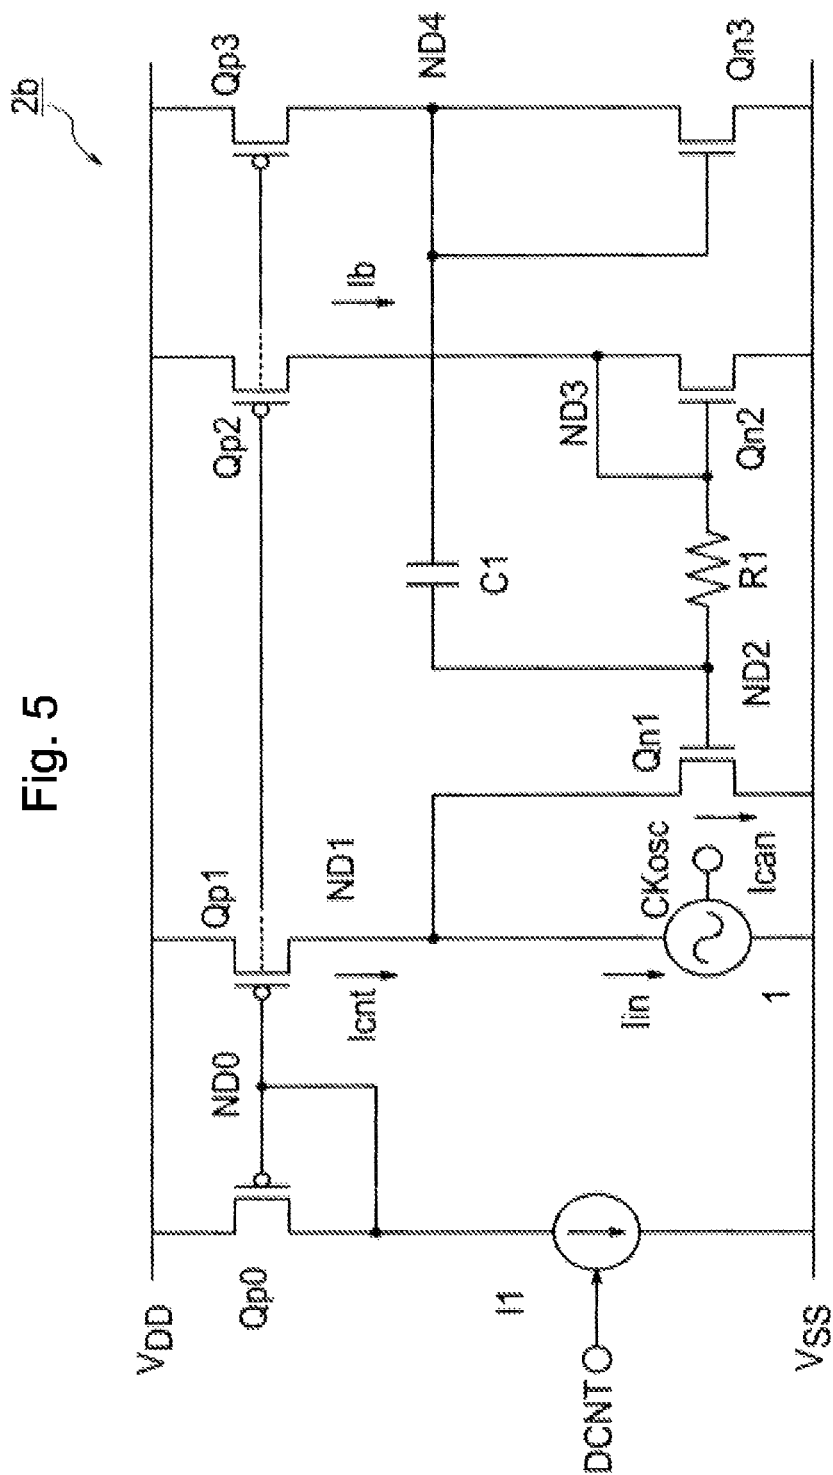 Fig. 5
2b
VDD
Qp0
ND0
Qp1
Qp2
Qp3
ND1
Icnt
Ib
ND4
I1
C1
ND3
DCNT
Iin
CKosc
Qn1
ND2
R1
Qn2
Qn3
1
Ican
VSS